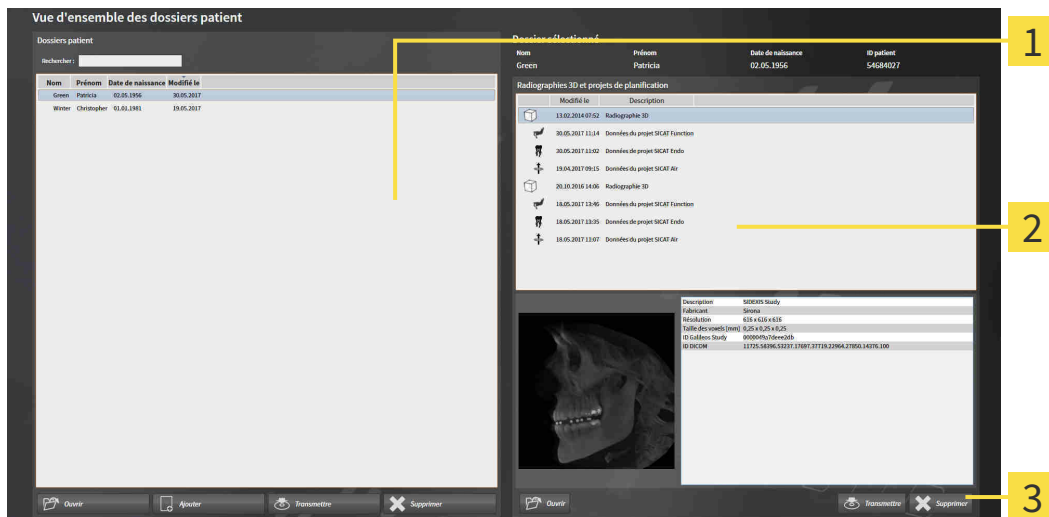 Vue d'ensemble des dossiers patient
Dossiers patient
Rechercher :
Nom Prénom Date de naissance Modifié le
Green Patricia 02.05.1956 30.05.2017
Winter Christopher 01.01.1981 19.05.2017
Ouvrir Ajouter Transmettre Supprimer
Dossier sélectionné
Nom Prénom Date de naissance ID patient
Green Patricia 02.05.1956 54684027
Radiographies 3D et projets de planification
Modifié le Description
13.02.2014 07:52 Radiographie 3D
30.05.2017 11:14 Données du projet SICAT Function
30.05.2017 11:02 Données de projet SICAT Endo
19.04.2017 09:15 Données du projet SICAT Air
20.10.2016 14:06 Radiographie 3D
18.05.2017 13:46 Données du projet SICAT Function
18.05.2017 13:35 Données de projet SICAT Endo
18.05.2017 13:07 Données du projet SICAT Air
Description SIDEXIS Study
Fabricant Sirona
Résolution 616 x 616 x 616
Taille des voxels [mm] 0,25 x 0,25 x 0,25
ID Galileos Study 0000049a7deee2db
ID DICOM 11725.58396.53237.17697.37719.22964.27850.14376.100
Ouvrir Transmettre Supprimer
1
2
3